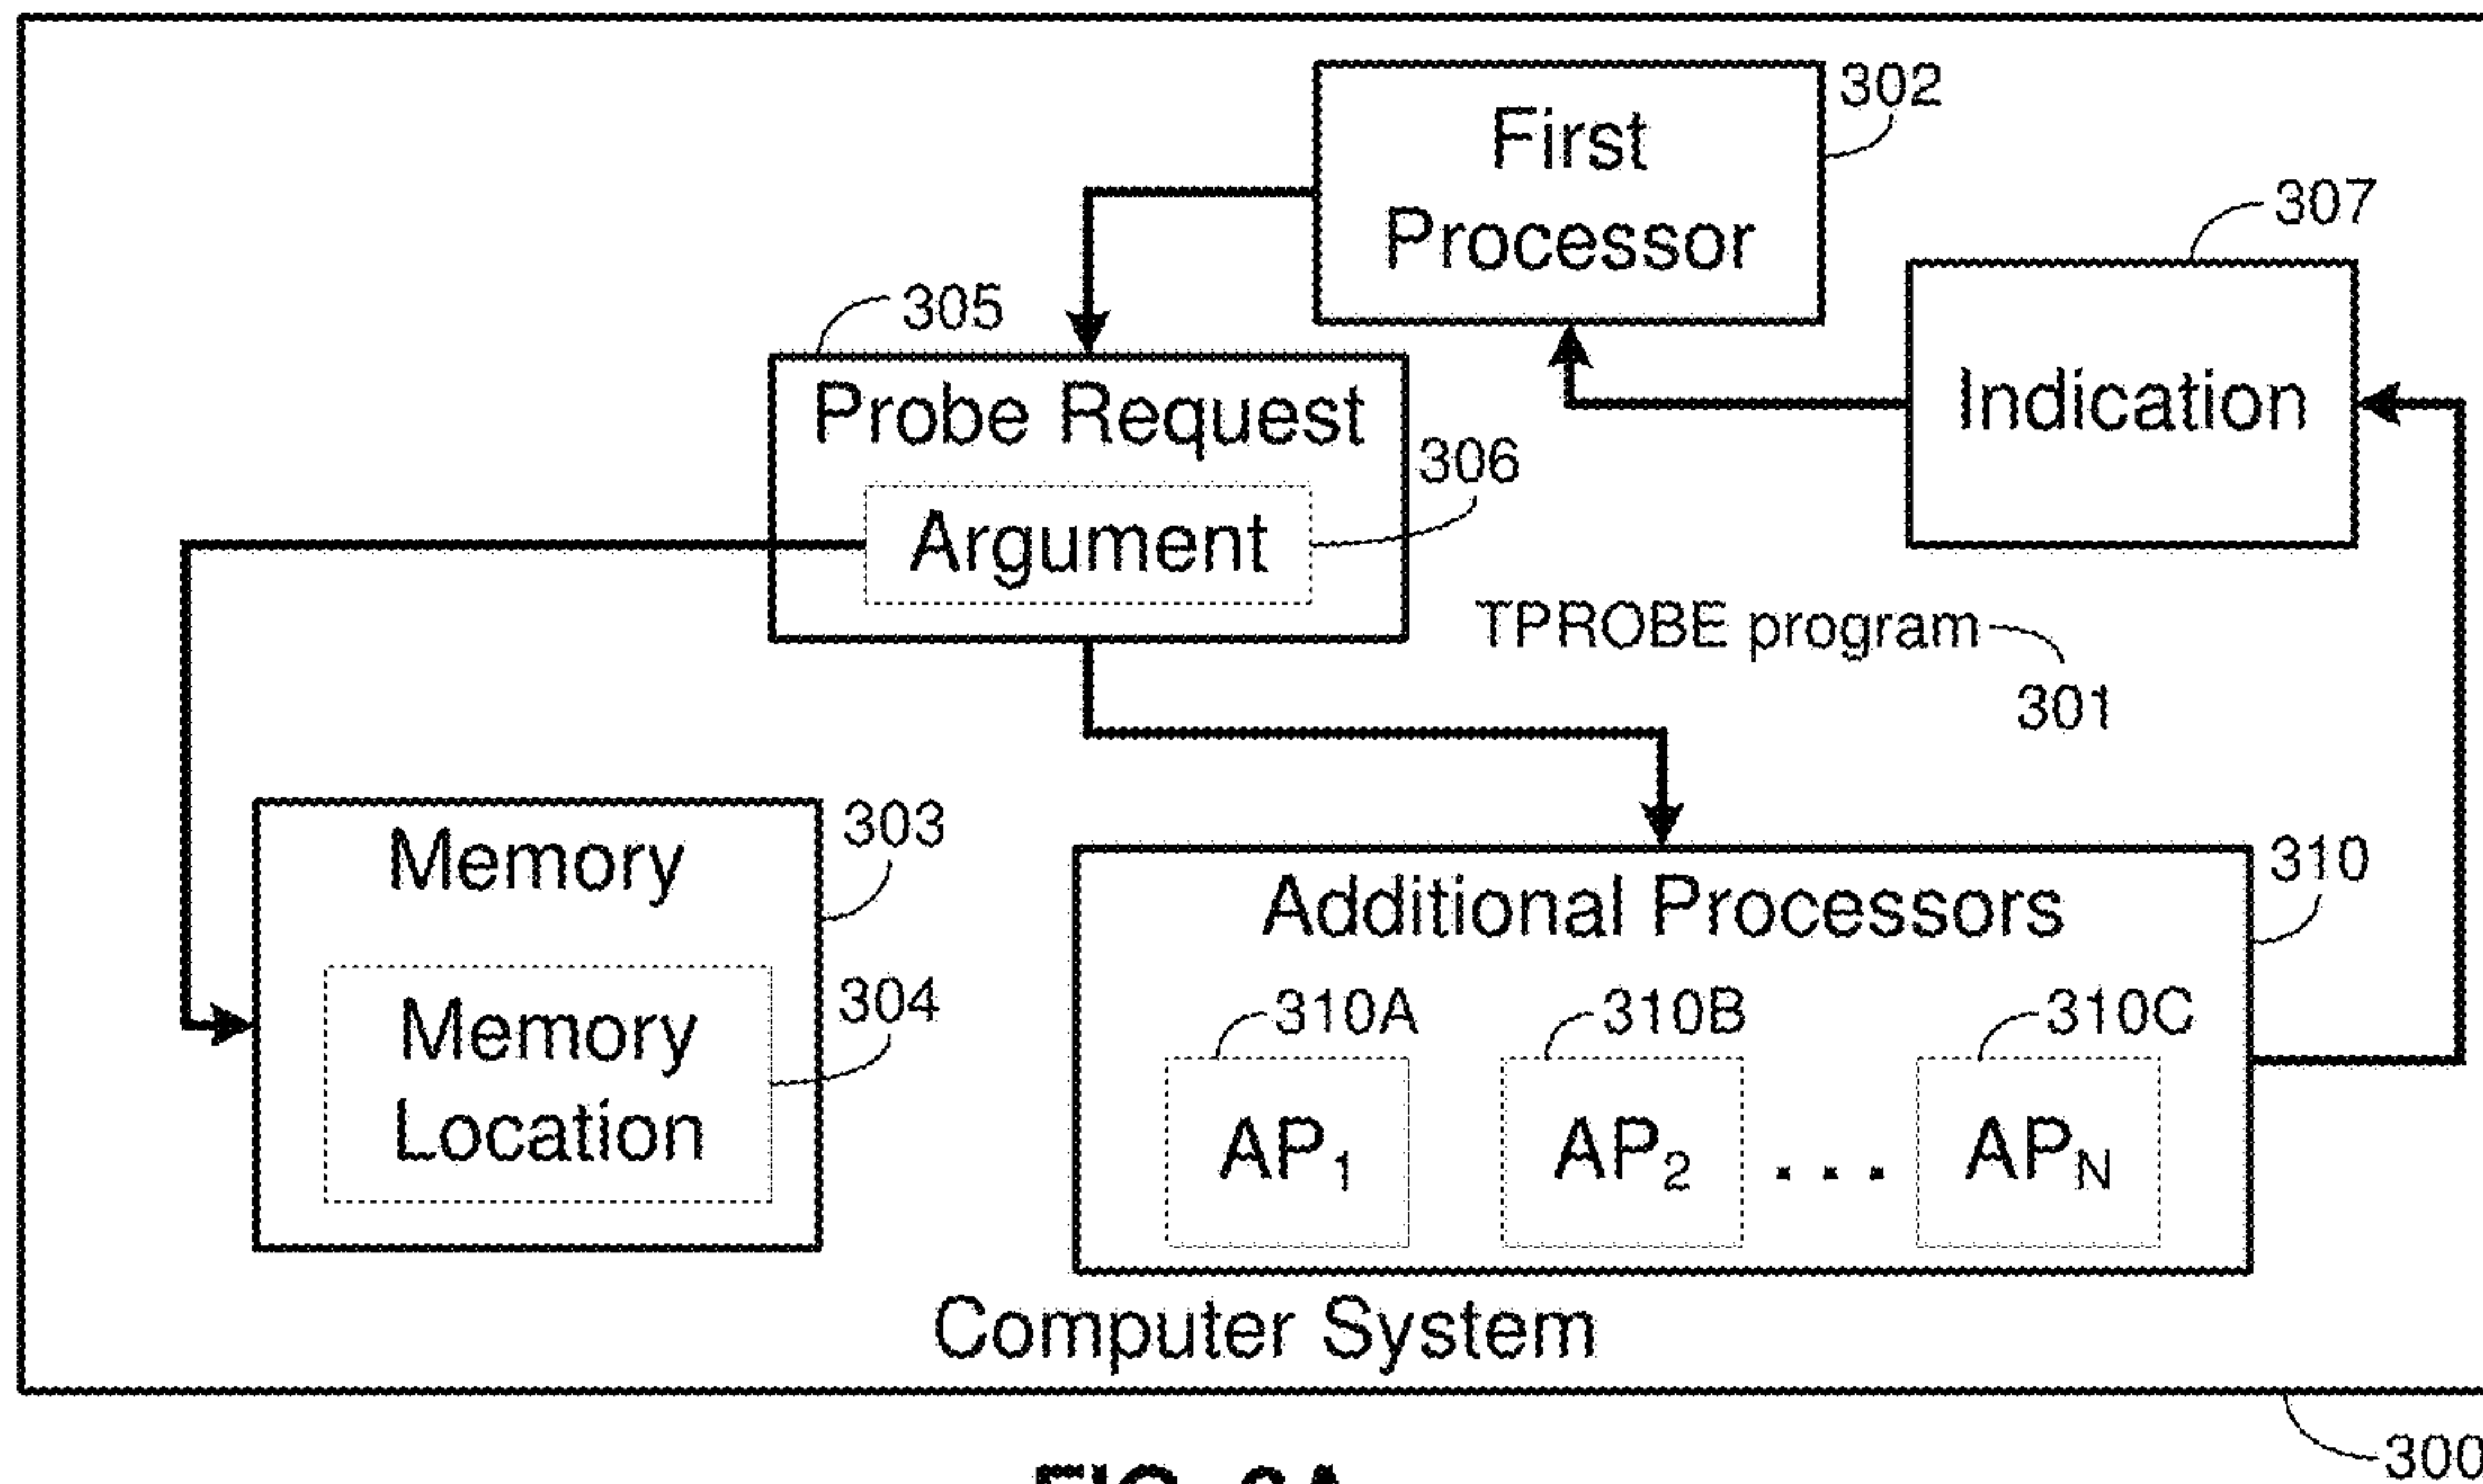 302
First
Processor
307
305
Indication
Probe Request
306
Argument
TPROBE program
301
Memory
303
Memory
Location
304
310
Additional Processors
310A
310B
310C
AP₁
AP₂
...
APN
Computer System
300